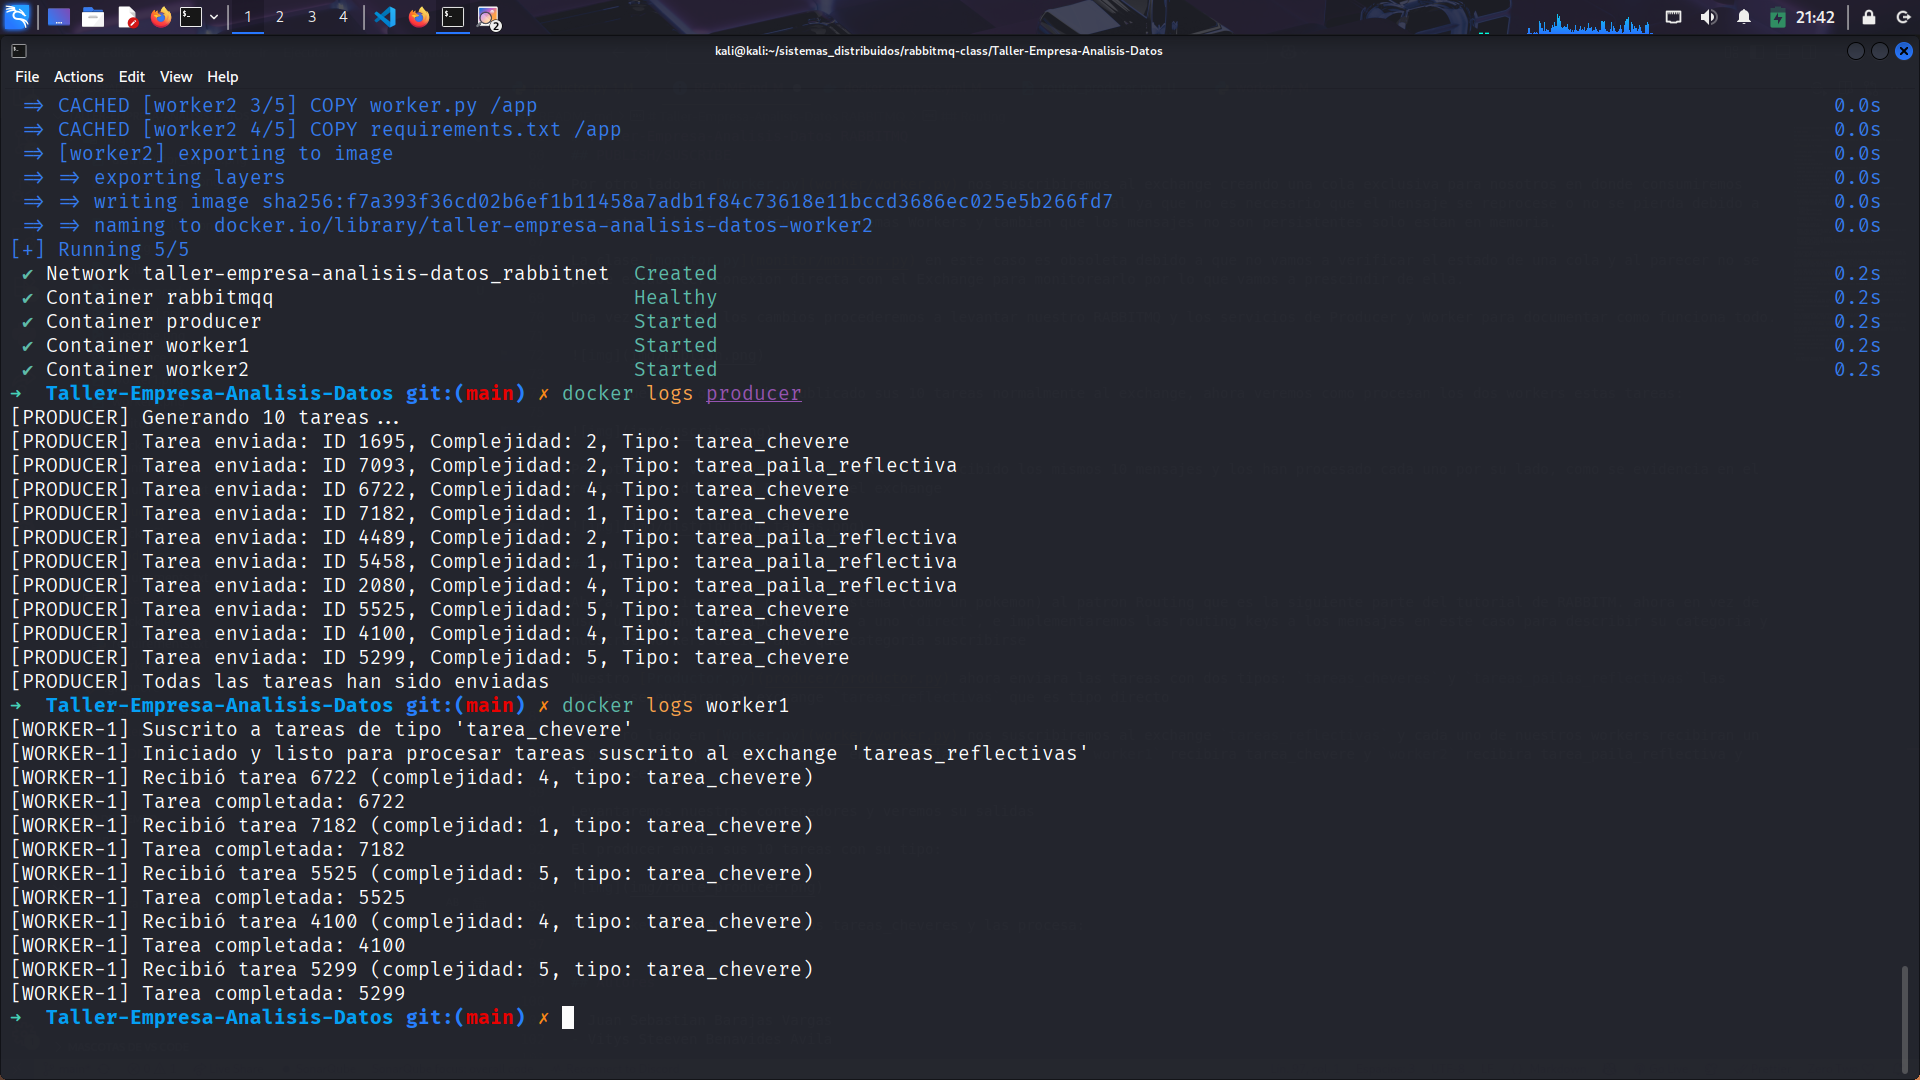 1 2 3 4 2 21:42
kali@kali:~/sistemas_distribuidos/rabbitmq-class/Taller-Empresa-Analisis-Datos
File Actions Edit View Help
=> CACHED [worker2 3/5] COPY worker.py /app 0.0s
=> CACHED [worker2 4/5] COPY requirements.txt /app 0.0s
=> [worker2] exporting to image 0.0s
=> => exporting layers 0.0s
=> => writing image sha256:f7a393f36cd02b6ef1b11458a7adb1f84c73618e11bccd3686ec025e5b266fd7 0.0s
=> => naming to docker.io/library/taller-empresa-analisis-datos-worker2 0.0s
[+] Running 5/5
✔ Network taller-empresa-analisis-datos_rabbitnet Created 0.2s
✔ Container rabbitmqq Healthy 0.2s
✔ Container producer Started 0.2s
✔ Container worker1 Started 0.2s
✔ Container worker2 Started 0.2s
→ Taller-Empresa-Analisis-Datos git:(main) ✗ docker logs producer
[PRODUCER] Generando 10 tareas...
[PRODUCER] Tarea enviada: ID 1695, Complejidad: 2, Tipo: tarea_chevere
[PRODUCER] Tarea enviada: ID 7093, Complejidad: 2, Tipo: tarea_paila_reflectiva
[PRODUCER] Tarea enviada: ID 6722, Complejidad: 4, Tipo: tarea_chevere
[PRODUCER] Tarea enviada: ID 7182, Complejidad: 1, Tipo: tarea_chevere
[PRODUCER] Tarea enviada: ID 4489, Complejidad: 2, Tipo: tarea_paila_reflectiva
[PRODUCER] Tarea enviada: ID 5458, Complejidad: 1, Tipo: tarea_paila_reflectiva
[PRODUCER] Tarea enviada: ID 2080, Complejidad: 4, Tipo: tarea_paila_reflectiva
[PRODUCER] Tarea enviada: ID 5525, Complejidad: 5, Tipo: tarea_chevere
[PRODUCER] Tarea enviada: ID 4100, Complejidad: 4, Tipo: tarea_chevere
[PRODUCER] Tarea enviada: ID 5299, Complejidad: 5, Tipo: tarea_chevere
[PRODUCER] Todas las tareas han sido enviadas
→ Taller-Empresa-Analisis-Datos git:(main) ✗ docker logs worker1
[WORKER-1] Suscrito a tareas de tipo 'tarea_chevere'
[WORKER-1] Iniciado y listo para procesar tareas suscrito al exchange 'tareas_reflectivas'
[WORKER-1] Recibió tarea 6722 (complejidad: 4, tipo: tarea_chevere)
[WORKER-1] Tarea completada: 6722
[WORKER-1] Recibió tarea 7182 (complejidad: 1, tipo: tarea_chevere)
[WORKER-1] Tarea completada: 7182
[WORKER-1] Recibió tarea 5525 (complejidad: 5, tipo: tarea_chevere)
[WORKER-1] Tarea completada: 5525
[WORKER-1] Recibió tarea 4100 (complejidad: 4, tipo: tarea_chevere)
[WORKER-1] Tarea completada: 4100
[WORKER-1] Recibió tarea 5299 (complejidad: 5, tipo: tarea_chevere)
[WORKER-1] Tarea completada: 5299
→ Taller-Empresa-Analisis-Datos git:(main) ✗